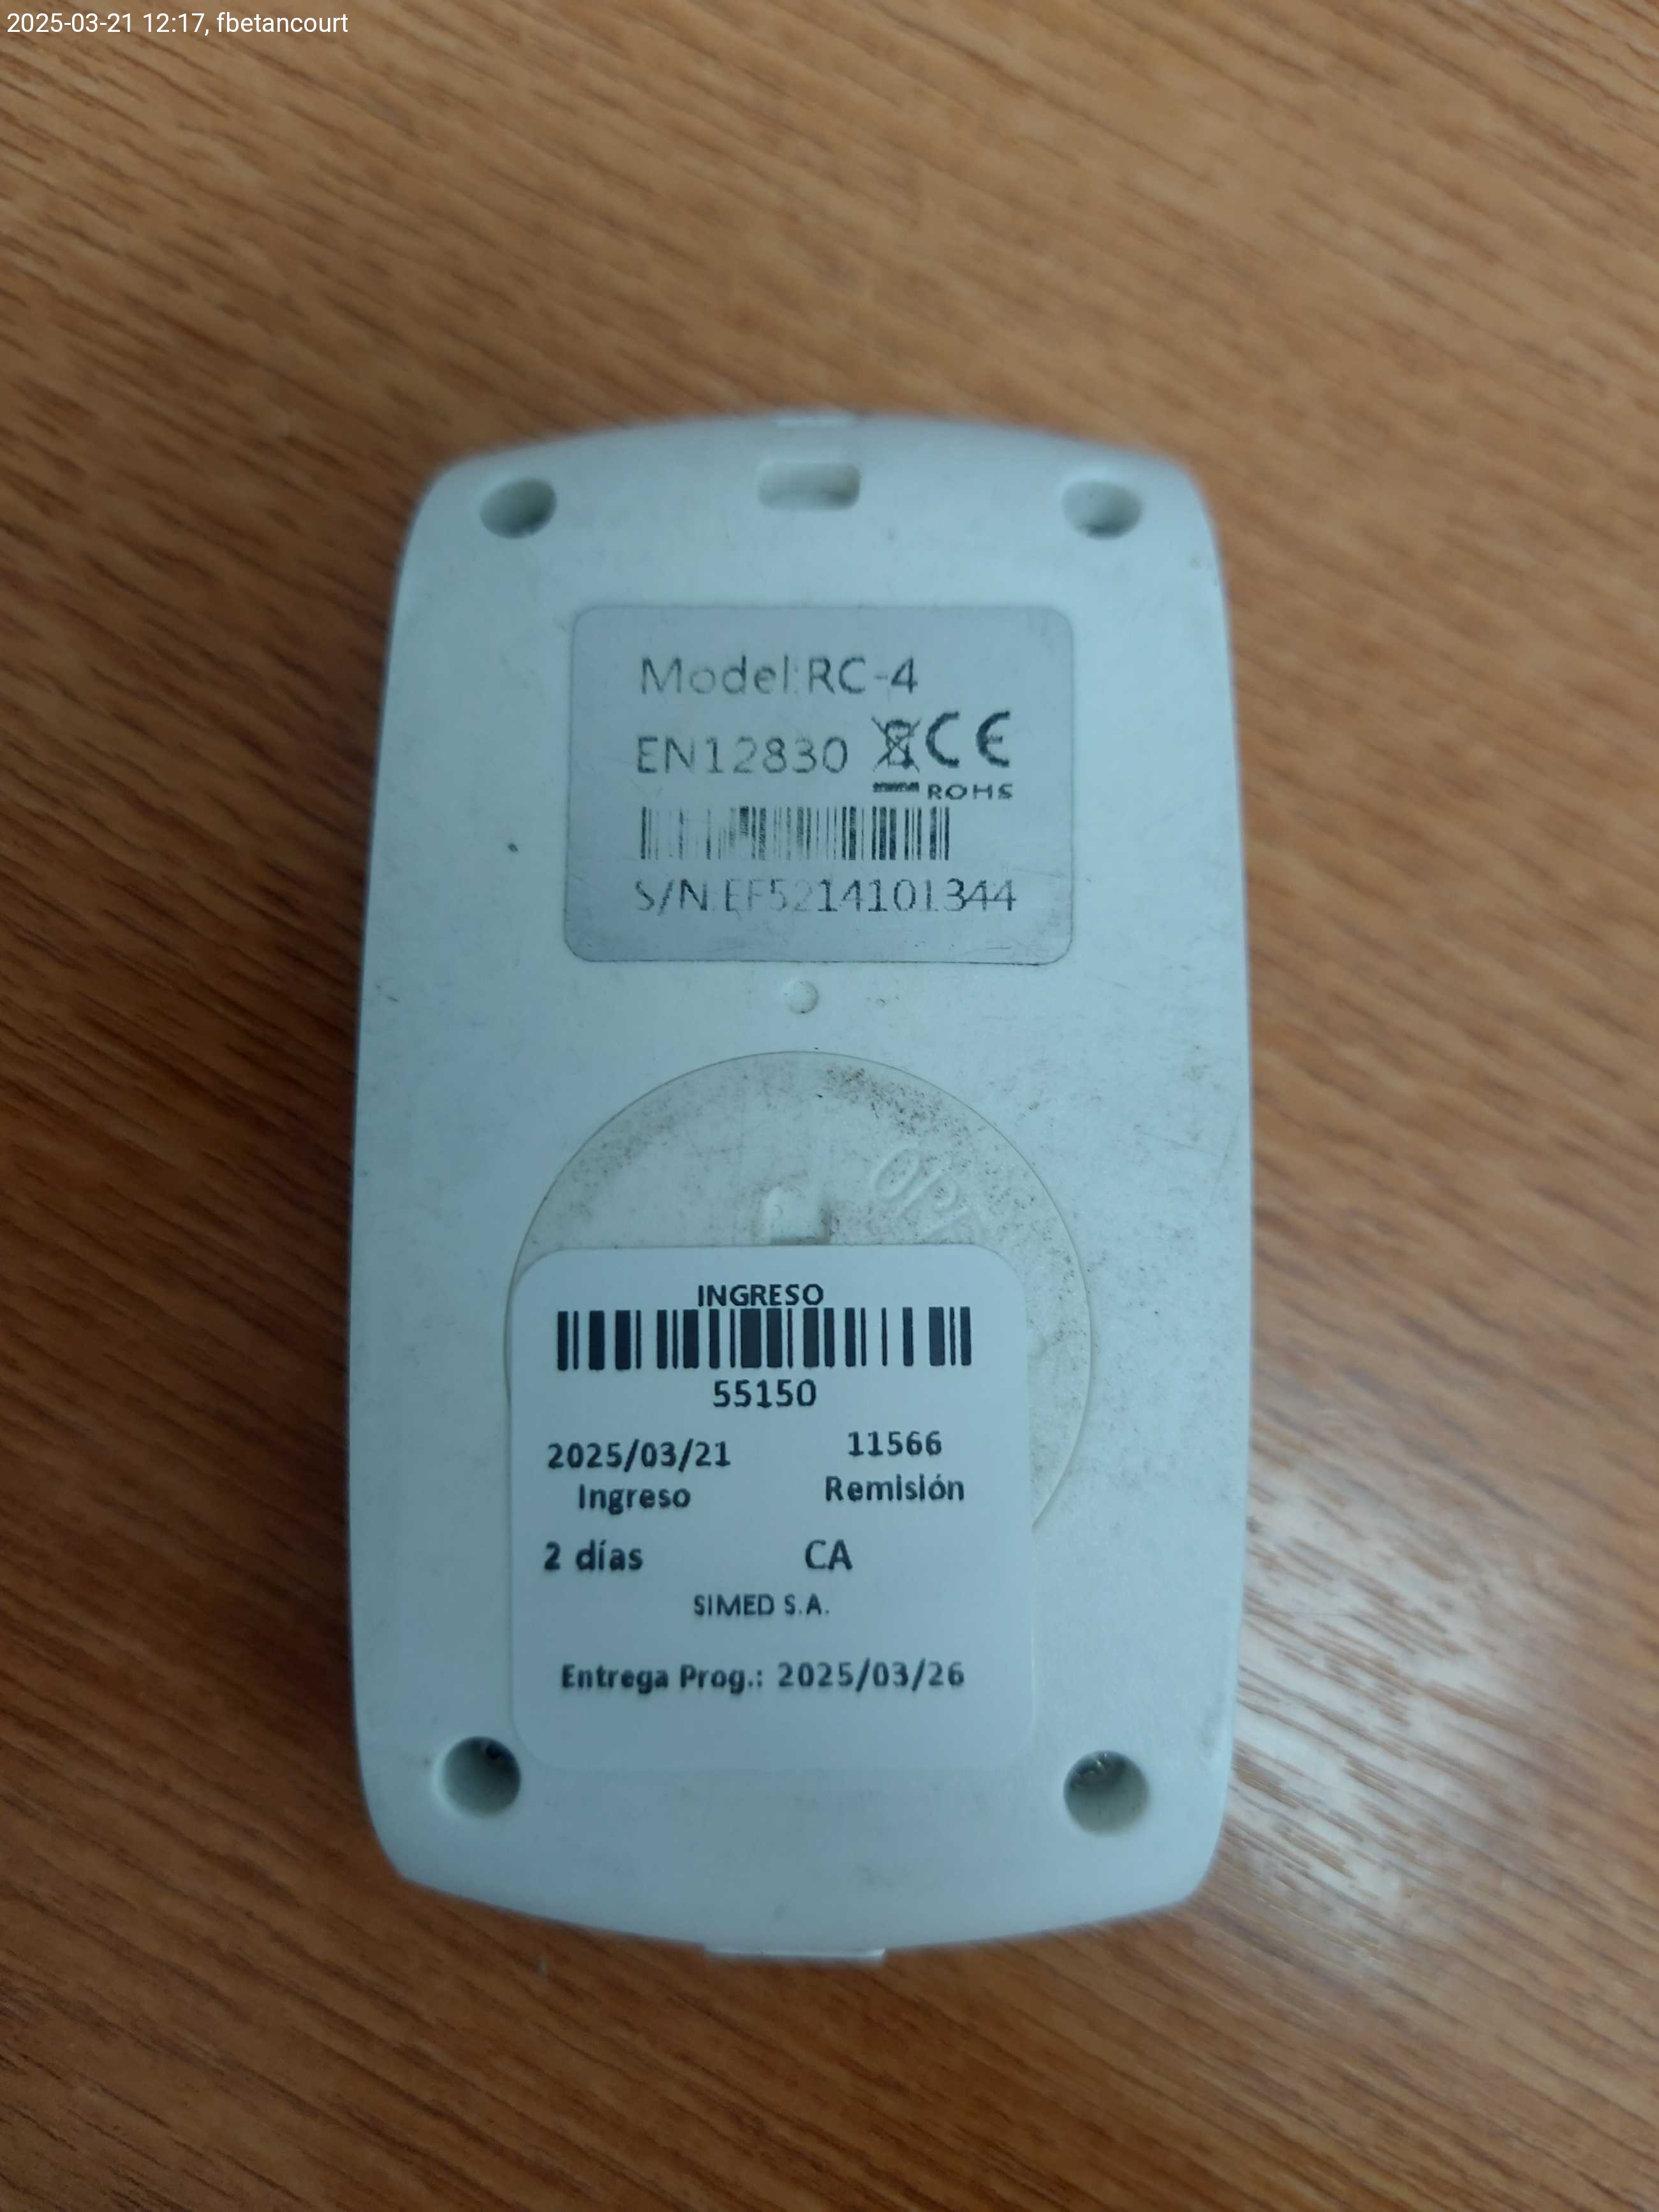 2025-03-21 12:17, fbetancourt
Model:RC-4
EN12830 CE
ROHS
S/N:EF5214101344
INGRESO
55150
2025/03/21 11566
Ingreso Remisión
2 días CA
SIMED S.A.
Entrega Prog.: 2025/03/26